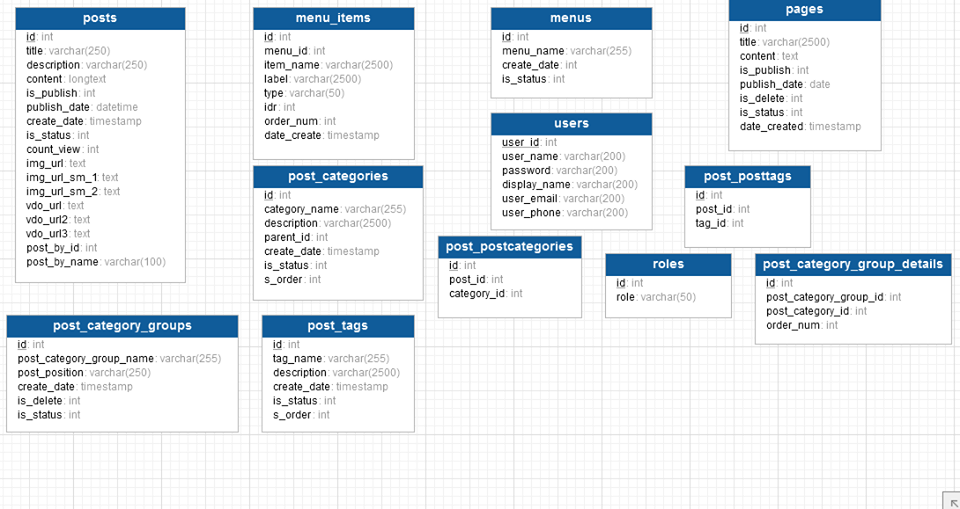 posts
id: int
title: varchar(250)
description: varchar(250)
content: longtext
is_publish: int
publish_date: datetime
create_date: timestamp
is_status: int
count_view: int
img_url: text
img_url_sm_1: text
img_url_sm_2: text
vdo_url: text
vdo_url2: text
vdo_url3: text
post_by_id: int
post_by_name: varchar(100)
menu_items
id: int
menu_id: int
item_name: varchar(2500)
label: varchar(2500)
type: varchar(50)
idr: int
order_num: int
date_create: timestamp
menus
id: int
menu_name: varchar(255)
create_date: int
is_status: int
pages
id: int
title: varchar(2500)
content: text
is_publish: int
publish_date: date
is_delete: int
is_status: int
date_created: timestamp
users
user_id: int
user_name: varchar(200)
password: varchar(200)
display_name: varchar(200)
user_email: varchar(200)
user_phone: varchar(200)
post_categories
id: int
category_name: varchar(255)
description: varchar(2500)
parent_id: int
create_date: timestamp
is_status: int
s_order: int
post_posttags
id: int
post_id: int
tag_id: int
post_postcategories
id: int
post_id: int
category_id: int
roles
id: int
role: varchar(50)
post_category_group_details
id: int
post_category_group_id: int
post_category_id: int
order_num: int
post_category_groups
id: int
post_category_group_name: varchar(255)
post_position: varchar(250)
create_date: timestamp
is_delete: int
is_status: int
post_tags
id: int
tag_name: varchar(255)
description: varchar(2500)
create_date: timestamp
is_status: int
s_order: int